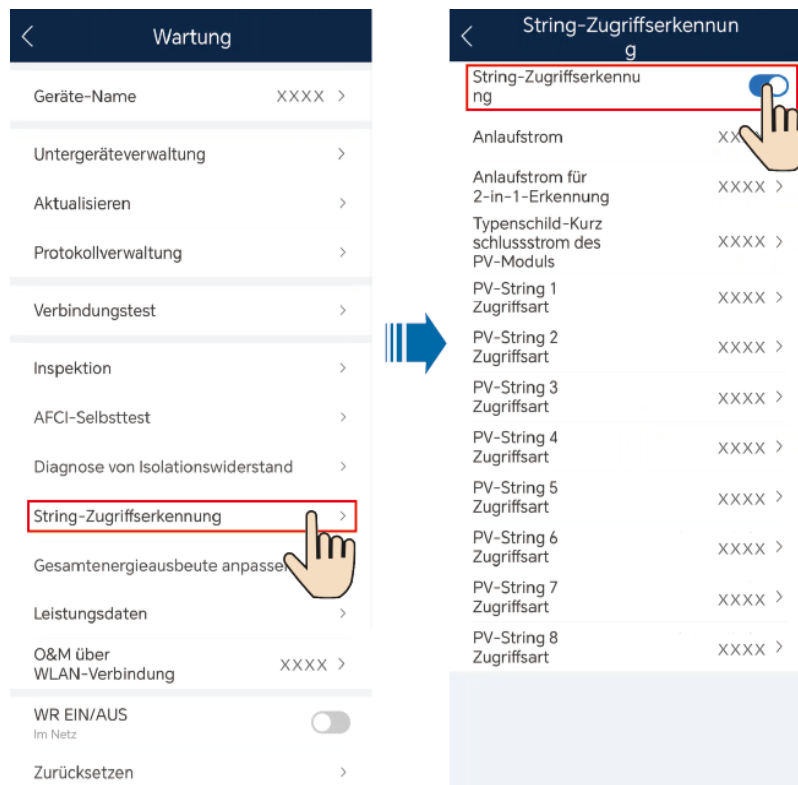 Wartung
Geräte-Name XXXX
Untergeräteverwaltung
Aktualisieren
Protokollverwaltung
Verbindungstest
Inspektion
AFCI-Selbsttest
Diagnose von Isolationswiderstand
String-Zugriffserkennung
Gesamtenergieausbeute anpassen
Leistungsdaten
O&M über
WLAN-Verbindung XXXX
WR EIN/AUS
Im Netz
Zurücksetzen
String-Zugriffserkennun
g
String-Zugriffserkennu
ng
Anlaufstrom XX
Anlaufstrom für
2-in-1-Erkennung XXXX
Typenschild-Kurz
schlussstrom des XXXX
PV-Moduls
PV-String 1
Zugriffsart XXXX
PV-String 2
Zugriffsart XXXX
PV-String 3
Zugriffsart XXXX
PV-String 4
Zugriffsart XXXX
PV-String 5
Zugriffsart XXXX
PV-String 6
Zugriffsart XXXX
PV-String 7
Zugriffsart XXXX
PV-String 8
Zugriffsart XXXX